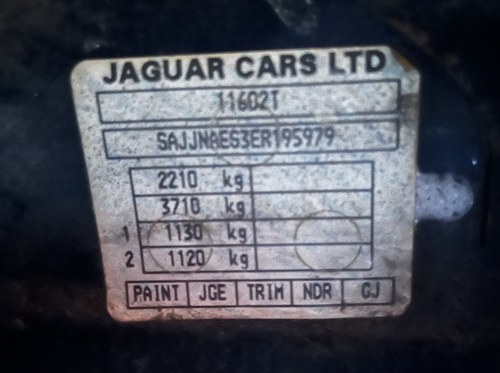 JAGUAR CARS LTD
11602T
SAJJNAES3ER195979
2210 kg
3710 kg
1 1130 kg
2 1120 kg
PAINT JGE TRIM NDR CJ